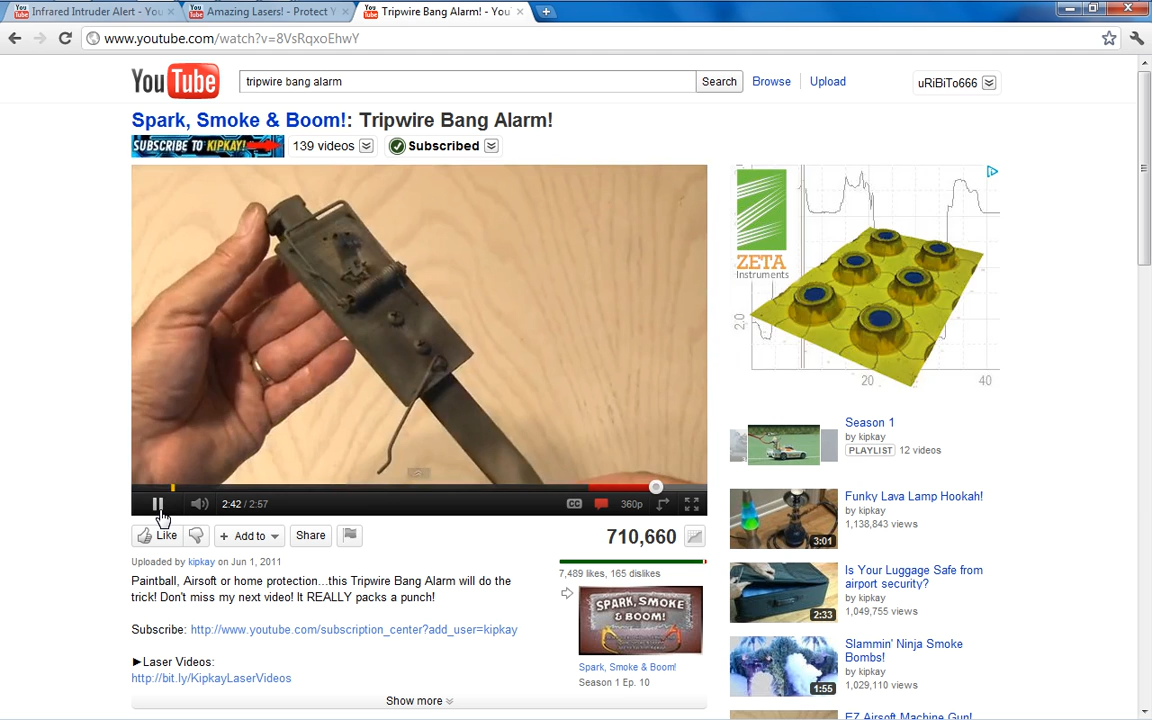 Infrared Intruder Alert - You
Amazing Lasers! - Protect Y
Tripwire Bang Alarm! - You
www.youtube.com/watch?v=8VsRqxoEhwY
YouTube
tripwire bang alarm
Search
Browse
Upload
uRiBiTo666
Spark, Smoke & Boom!: Tripwire Bang Alarm!
SUBSCRIBE TO KIPKAY!
139 videos
Subscribed
ZETA
Instruments
2.0
20
40
2:42 / 2:57
CC
360p
Like
+ Add to
Share
710,660
Uploaded by kipkay on Jun 1, 2011
7,489 likes, 165 dislikes
Paintball, Airsoft or home protection...this Tripwire Bang Alarm will do the
trick! Don't miss my next video! It REALLY packs a punch!
Subscribe: http://www.youtube.com/subscription_center?add_user=kipkay
►Laser Videos:
http://bit.ly/KipkayLaserVideos
Show more
SPARK, SMOKE
& BOOM!
Spark, Smoke & Boom!
Season 1 Ep. 10
Season 1
by kipkay
PLAYLIST 12 videos
Funky Lava Lamp Hookah!
by kipkay
1,138,843 views
3:01
Is Your Luggage Safe from
airport security?
by kipkay
1,049,755 views
2:33
Slammin' Ninja Smoke
Bombs!
by kipkay
1,029,110 views
1:55
EZ Airsoft Machine Gun!